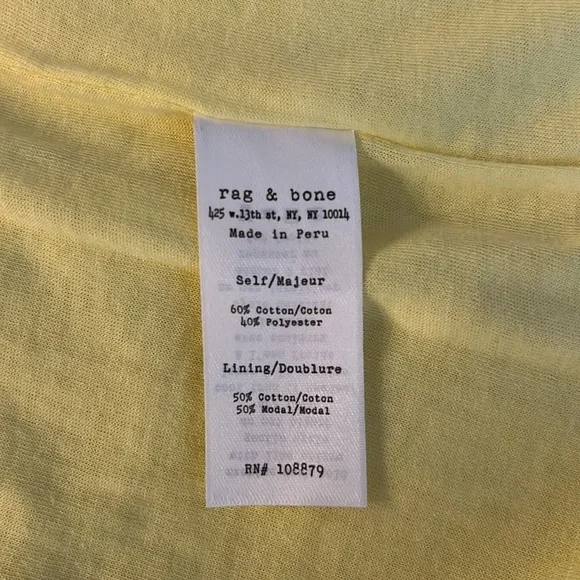 rag & bone
425 w.13th st, NY, NY 10014
Made in Peru
Self/Majeur
60% Cotton/Coton
40% Polyester
Lining/Doublure
50% Cotton/Coton
50% Modal/Modal
RN# 108879